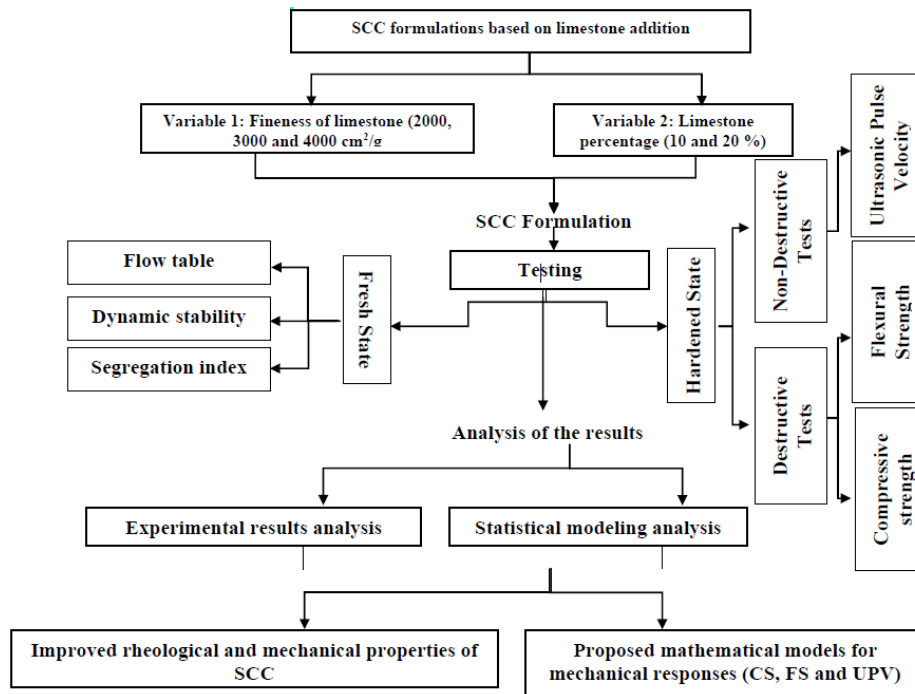 SCC formulations based on limestone addition
Variable 1: Fineness of limestone (2000,
3000 and 4000 cm²/g
Variable 2: Limestone
percentage (10 and 20 %)
Ultrasonic Pulse
Velocity
SCC Formulation
Testing
Non-Destructive
Tests
Flow table
Dynamic stability
Segregation index
Fresh State
Hardened State
Flexural
Strength
Destructive
Tests
Compressive
strength
Analysis of the results
Experimental results analysis
Statistical modeling analysis
Improved rheological and mechanical properties of
SCC
Proposed mathematical models for
mechanical responses (CS, FS and UPV)